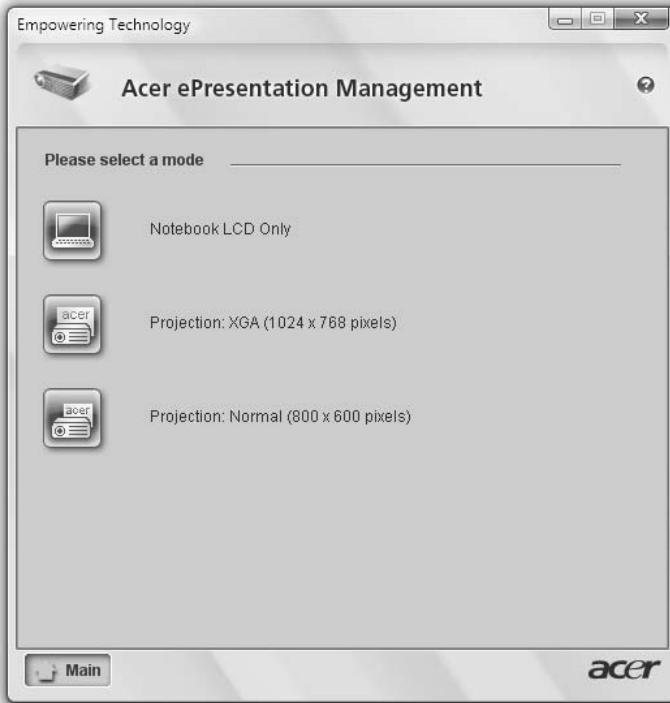 Empowering Technology
Acer ePresentation Management
Please select a mode
Notebook LCD Only
acer
Projection: XGA (1024 x 768 pixels)
acer
Projection: Normal (800 x 600 pixels)
Main
acer